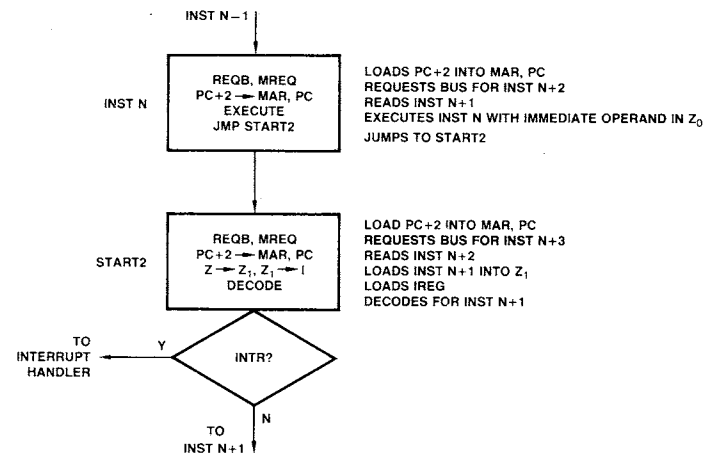 INST N−1
INST N
REQB, MREQ
PC+2 → MAR, PC
EXECUTE
JMP START2
LOADS PC+2 INTO MAR, PC
REQUESTS BUS FOR INST N+2
READS INST N+1
EXECUTES INST N WITH IMMEDIATE OPERAND IN Z₀
JUMPS TO START2
START2
REQB, MREQ
PC+2 → MAR, PC
Z → Z₁, Z₁ → I
DECODE
LOAD PC+2 INTO MAR, PC
REQUESTS BUS FOR INST N+3
READS INST N+2
LOADS INST N+1 INTO Z₁
LOADS IREG
DECODES FOR INST N+1
INTR?
Y
TO
INTERRUPT
HANDLER
N
TO
INST N+1